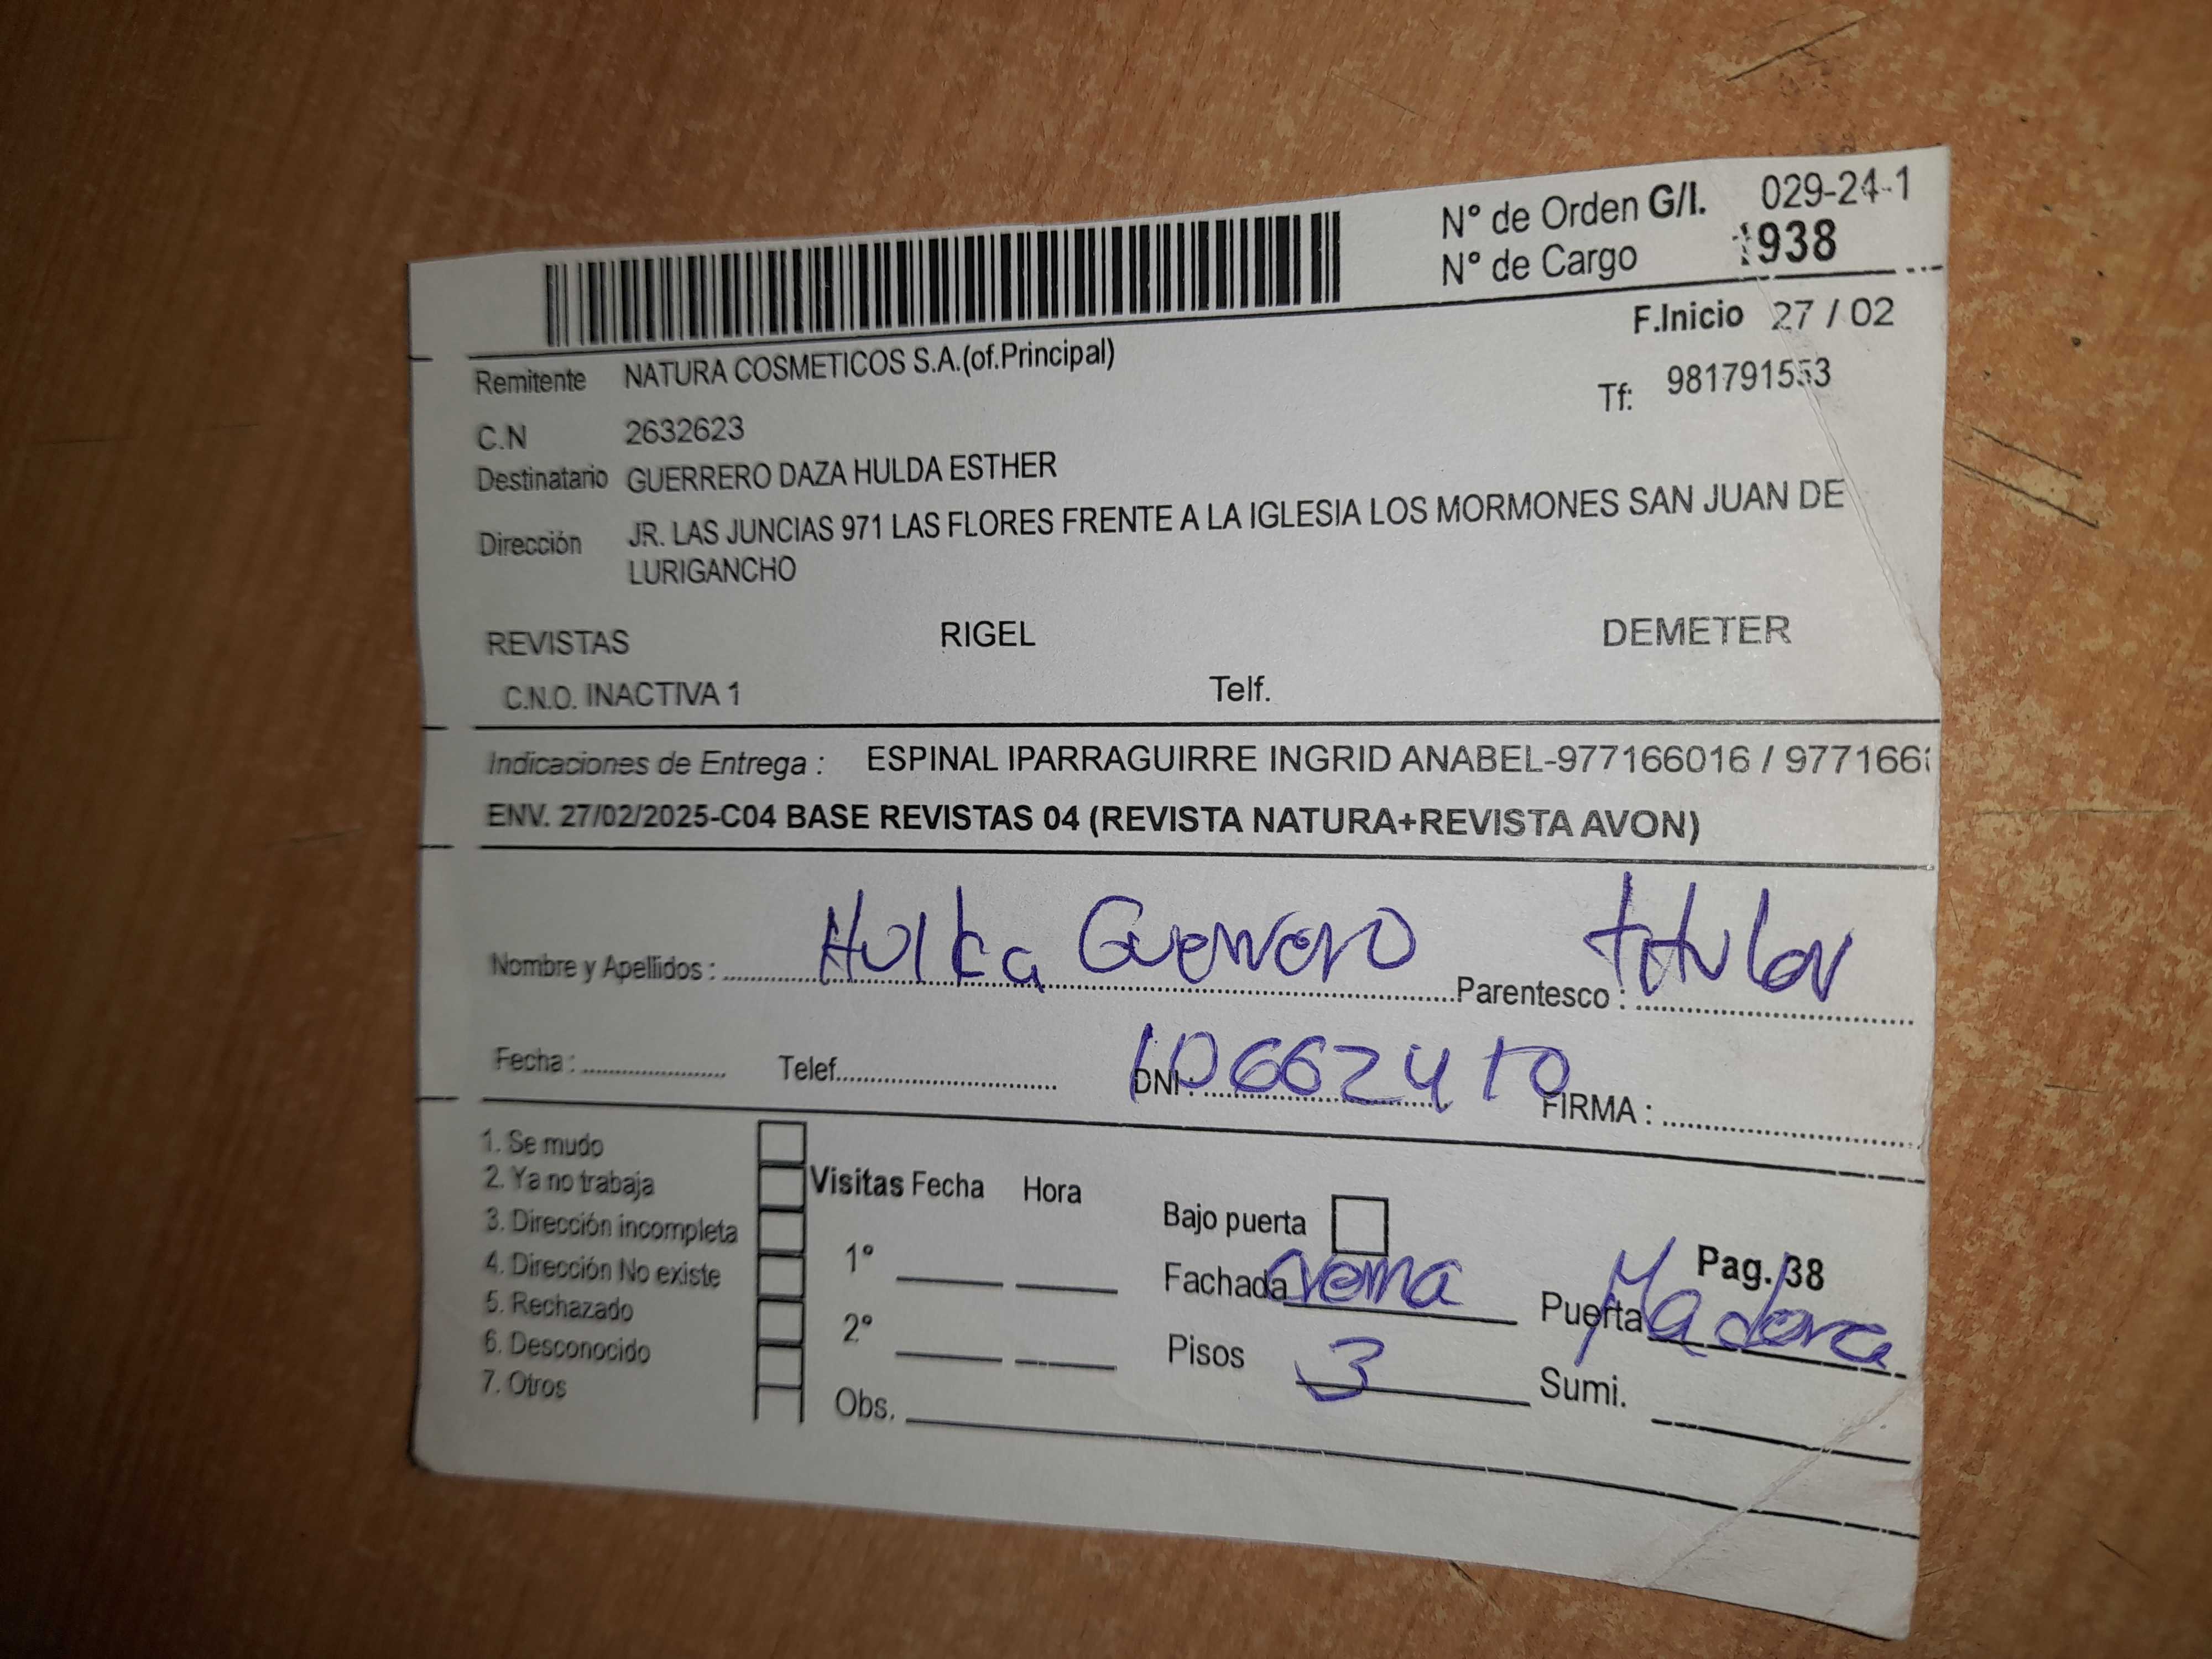 N° de Orden G/I. 029-24-1
N° de Cargo 1938
F.Inicio 27 / 02
Remitente NATURA COSMETICOS S.A.(of.Principal)
Tf: 981791553
C.N 2632623
Destinatario GUERRERO DAZA HULDA ESTHER
Dirección JR. LAS JUNCIAS 971 LAS FLORES FRENTE A LA IGLESIA LOS MORMONES SAN JUAN DE
LURIGANCHO
REVISTAS RIGEL DEMETER
C.N.O. INACTIVA 1 Telf.
Indicaciones de Entrega : ESPINAL IPARRAGUIRRE INGRID ANABEL-977166016 / 977166
ENV. 27/02/2025-C04 BASE REVISTAS 04 (REVISTA NATURA+REVISTA AVON)
Nombre y Apellidos : Hulda Guerrero Parentesco : titular
Fecha : Telef. DNI : 10662410 FIRMA :
1. Se mudo
2. Ya no trabaja Visitas Fecha Hora
3. Dirección incompleta Bajo puerta
4. Dirección No existe 1° Fachada crema Pag. 38
5. Rechazado 2° Puerta Madera
6. Desconocido Pisos 3
7. Otros Obs. Sumi.